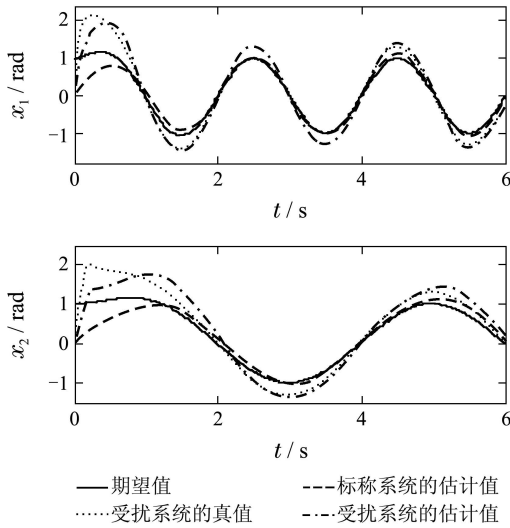 2
1
0
−1
x₁ / rad
0 2 4 6
t / s
2
1
0
−1
x₂ / rad
0 2 4 6
t / s
期望值 标称系统的估计值
受扰系统的真值 受扰系统的估计值